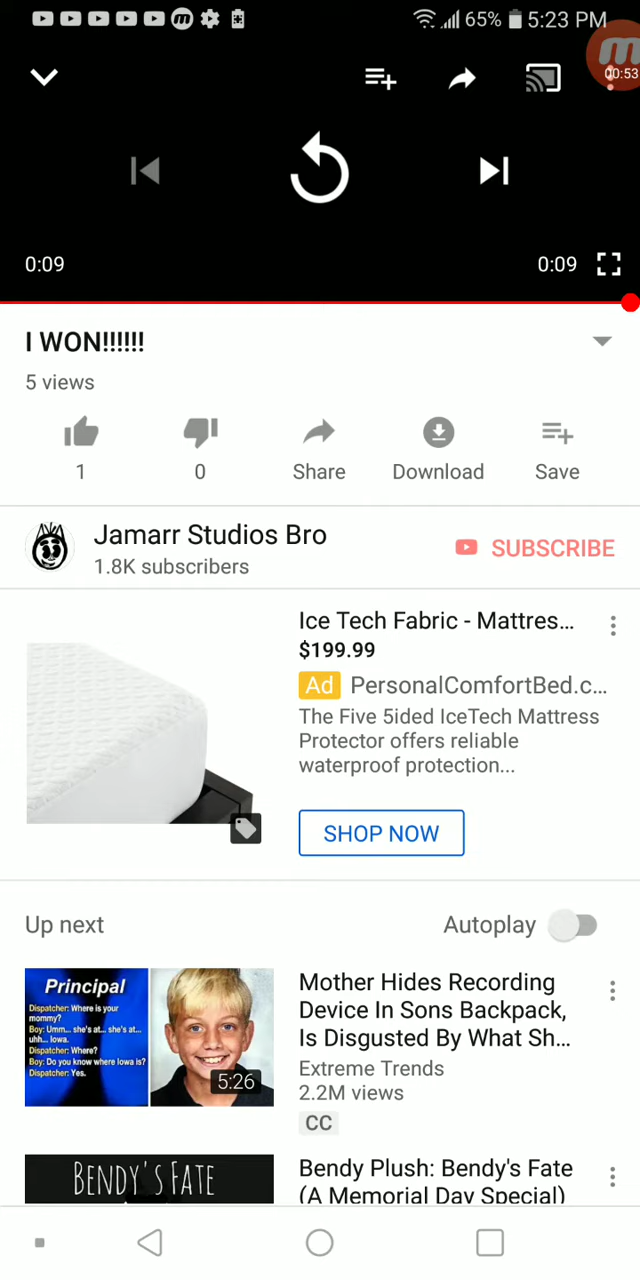 65% 5:23 PM
00:53
0:09 0:09
I WON!!!!!!
5 views
1 0 Share Download Save
Jamarr Studios Bro
1.8K subscribers
SUBSCRIBE
Ice Tech Fabric - Mattres...
$199.99
Ad PersonalComfortBed.c...
The Five 5ided IceTech Mattress
Protector offers reliable
waterproof protection...
SHOP NOW
Up next Autoplay
Principal
Dispatcher: Where is your
mommy?
Boy: Umm... she's at... she's at...
uhh... Iowa.
Dispatcher: Where?
Boy: Do you know where Iowa is?
Dispatcher: Yes.
5:26
Mother Hides Recording
Device In Sons Backpack,
Is Disgusted By What Sh...
Extreme Trends
2.2M views
CC
BENDY'S FATE
Bendy Plush: Bendy's Fate
(A Memorial Day Special)